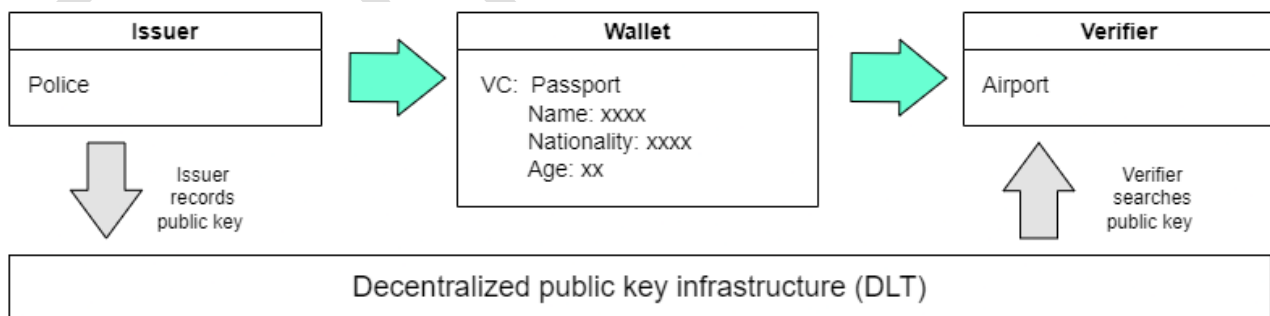 Issuer
Police
Wallet
VC: Passport
Name: xxxx
Nationality: xxxx
Age: xx
Verifier
Airport
Issuer
records
public key
Verifier
searches
public key
Decentralized public key infrastructure (DLT)